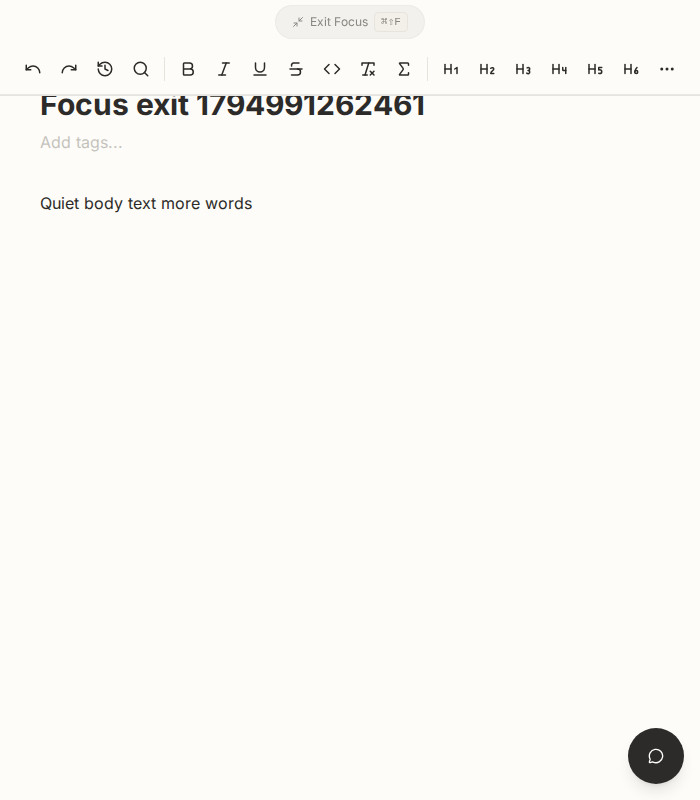 Exit Focus ⌘⇧F
H1 H2 H3 H4 H5 H6
Focus exit 1794991262461
Add tags...
Quiet body text more words